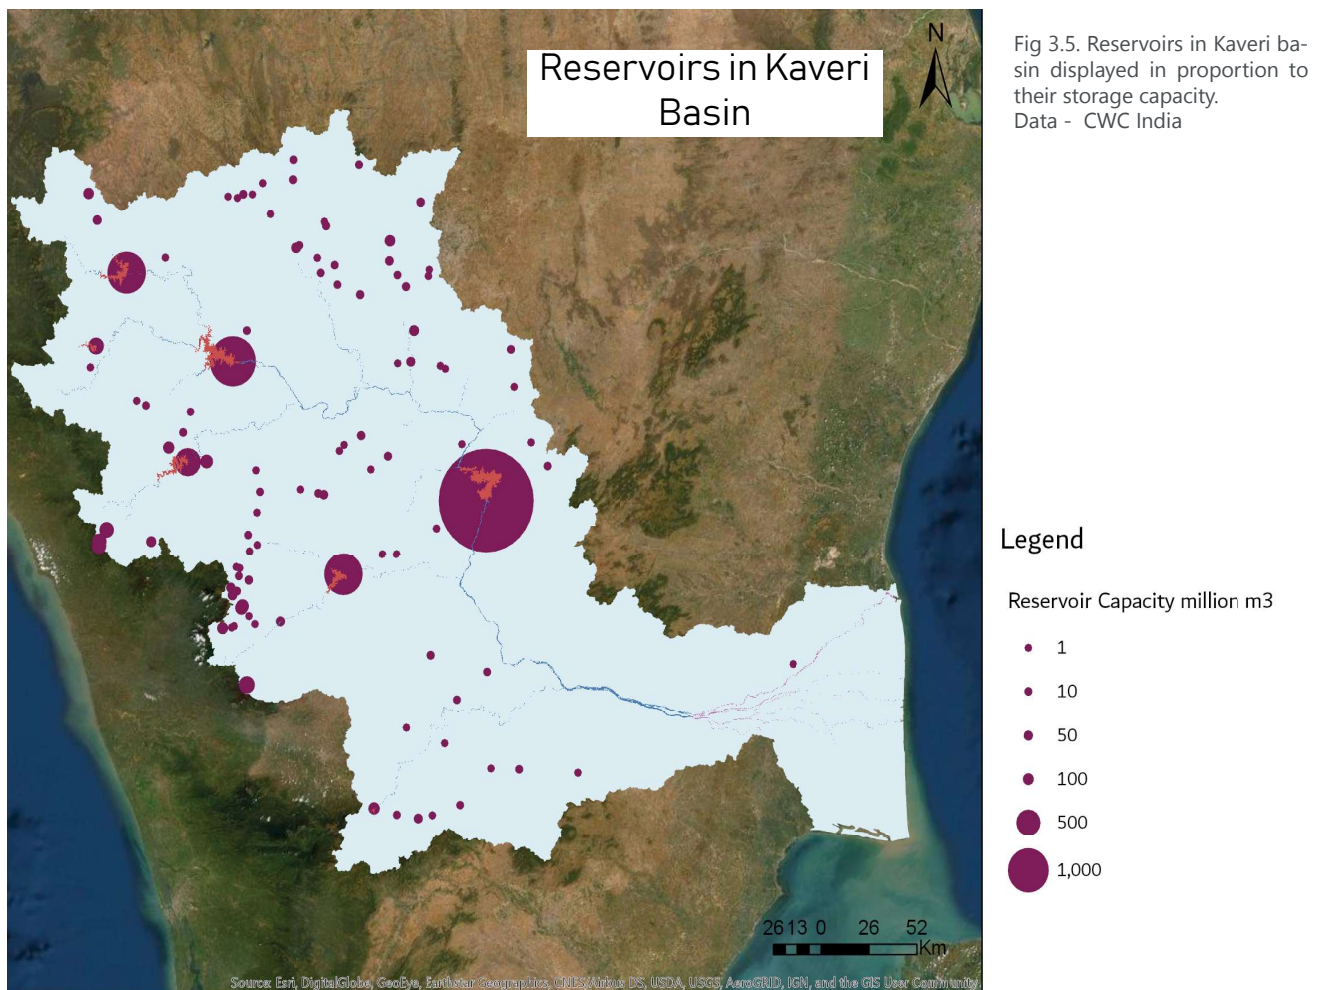 Reservoirs in Kaveri
Basin
N
Fig 3.5. Reservoirs in Kaveri ba-
sin displayed in proportion to
their storage capacity.
Data - CWC India
Legend
Reservoir Capacity million m3
1
10
50
100
500
1,000
26 13 0 26 52
Km
Source: Esri, DigitalGlobe, GeoEye, Earthstar Geographics, CNES/Airbus DS, USDA, USGS, AeroGRID, IGN, and the GIS User Community